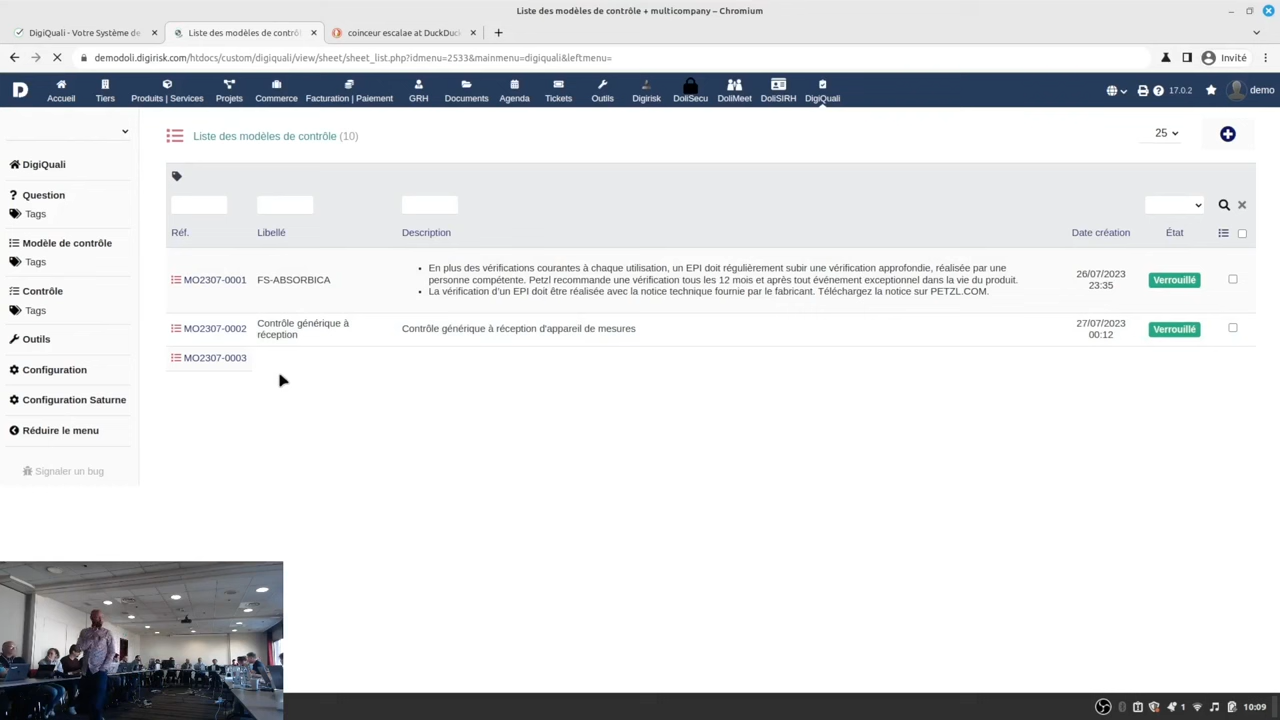 Liste des modèles de contrôle + multicompany – Chromium
DigiQuali - Votre Système de
Liste des modèles de contrôl
coinceur escalae at DuckDuc
demodoli.digirisk.com/htdocs/custom/digiquali/view/sheet/sheet_list.php?idmenu=2533&mainmenu=digiquali&leftmenu=
Invité
Accueil
Tiers
Produits | Services
Projets
Commerce
Facturation | Paiement
GRH
Documents
Agenda
Tickets
Outils
Digirisk
DoliSecu
DoliMeet
DoliSIRH
DigiQuali
17.0.2
demo
DigiQuali
Question
Tags
Modèle de contrôle
Tags
Contrôle
Tags
Outils
Configuration
Configuration Saturne
Réduire le menu
Signaler un bug
Liste des modèles de contrôle (10)
25
Réf.
Libellé
Description
Date création
État
MO2307-0001
FS-ABSORBICA
En plus des vérifications courantes à chaque utilisation, un EPI doit régulièrement subir une vérification approfondie, réalisée par une
personne compétente. Petzl recommande une vérification tous les 12 mois et après tout événement exceptionnel dans la vie du produit.
La vérification d'un EPI doit être réalisée avec la notice technique fournie par le fabricant. Téléchargez la notice sur PETZL.COM.
26/07/2023
23:35
Verrouillé
MO2307-0002
Contrôle générique à
réception
Contrôle générique à réception d'appareil de mesures
27/07/2023
00:12
Verrouillé
MO2307-0003
1
10:09